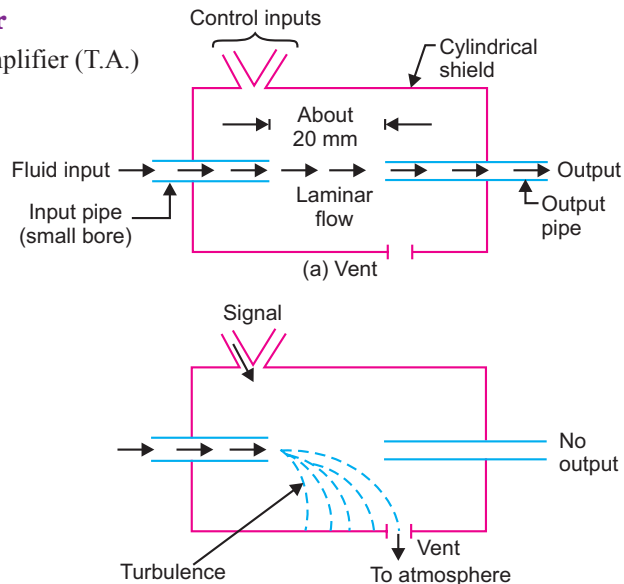 r
nplifier (T.A.)
Control inputs
Cylindrical
shield
About
20 mm
Fluid input
Output
Input pipe
(small bore)
Laminar
flow
Output
pipe
(a) Vent
Signal
No
output
Vent
Turbulence
To atmosphere